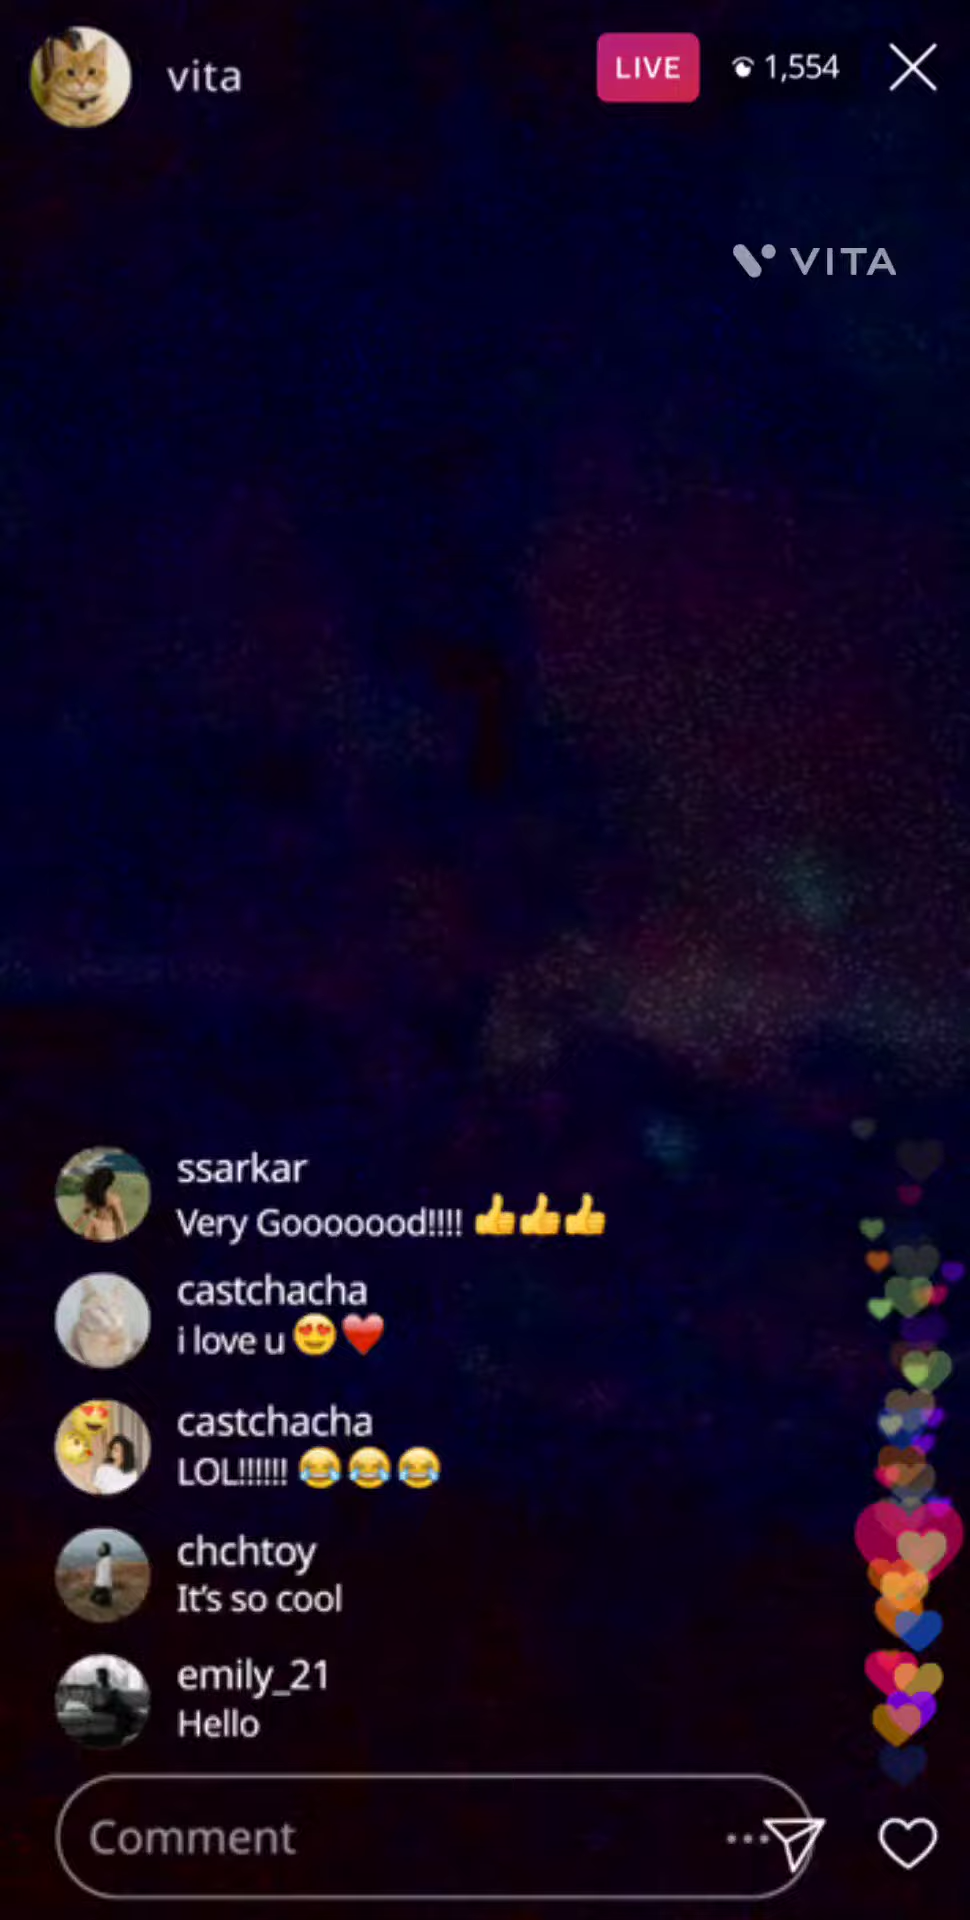 vita
LIVE
1,554
VITA
ssarkar
Very Gooooood!!!! 👍👍👍
castchacha
i love u 😍❤️
castchacha
LOL!!!!!! 😂😂😂
chchtoy
It's so cool
emily_21
Hello
Comment